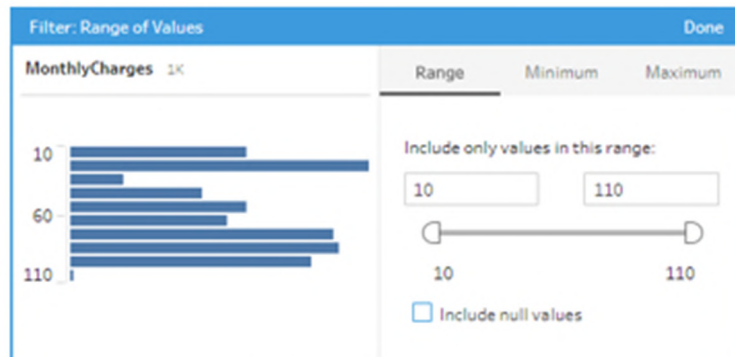 Filter: Range of Values Done
MonthlyCharges 1K
Range Minimum Maximum
10
60
110
Include only values in this range:
10 110
10 110
Include null values